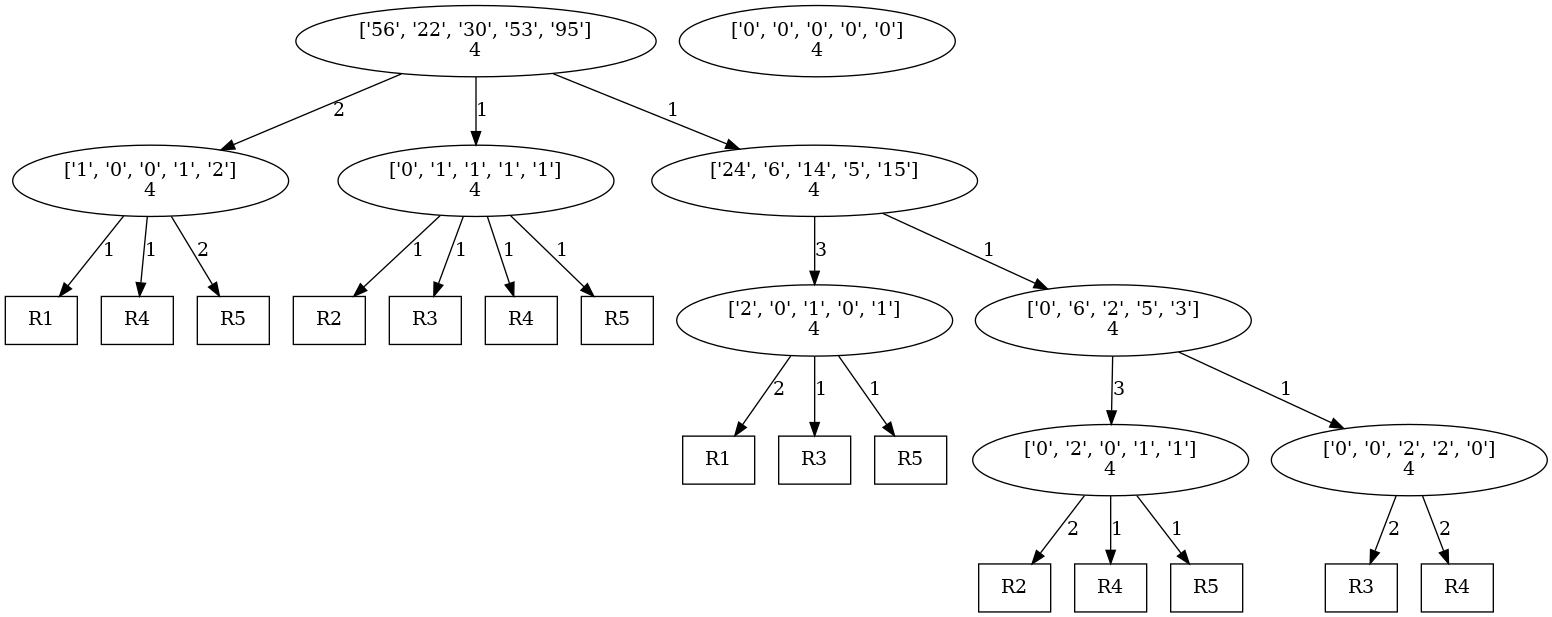 ['56', '22', '30', '53', '95']
4
['0', '0', '0', '0', '0']
4
2
1
1
['1', '0', '0', '1', '2']
4
['0', '1', '1', '1', '1']
4
['24', '6', '14', '5', '15']
4
1
1
2
1
1
1
1
3
1
R1
R4
R5
R2
R3
R4
R5
['2', '0', '1', '0', '1']
4
['0', '6', '2', '5', '3']
4
2
1
1
3
1
R1
R3
R5
['0', '2', '0', '1', '1']
4
['0', '0', '2', '2', '0']
4
2
1
1
2
2
R2
R4
R5
R3
R4